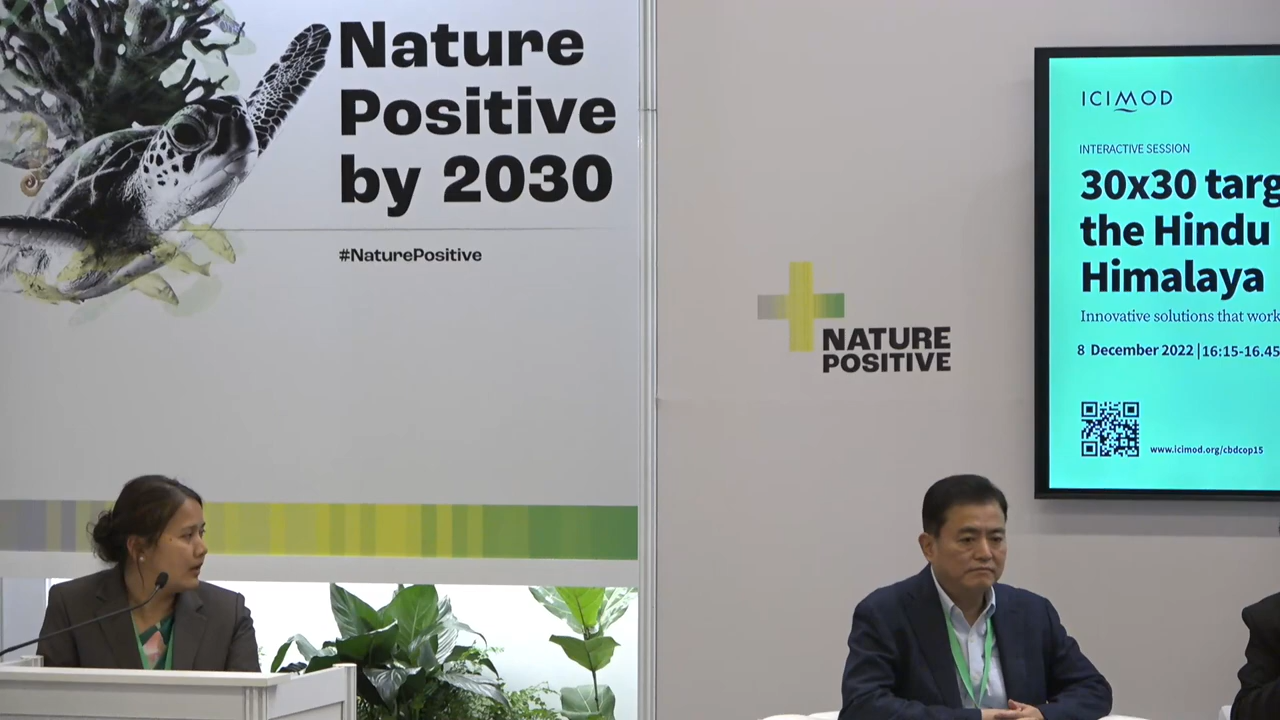 Nature
Positive
by 2030
#NaturePositive
NATURE
POSITIVE
ICIMOD
INTERACTIVE SESSION
30x30 targ
the Hindu
Himalaya
Innovative solutions that work
8 December 2022 | 16:15-16.45
www.icimod.org/cbdcop15